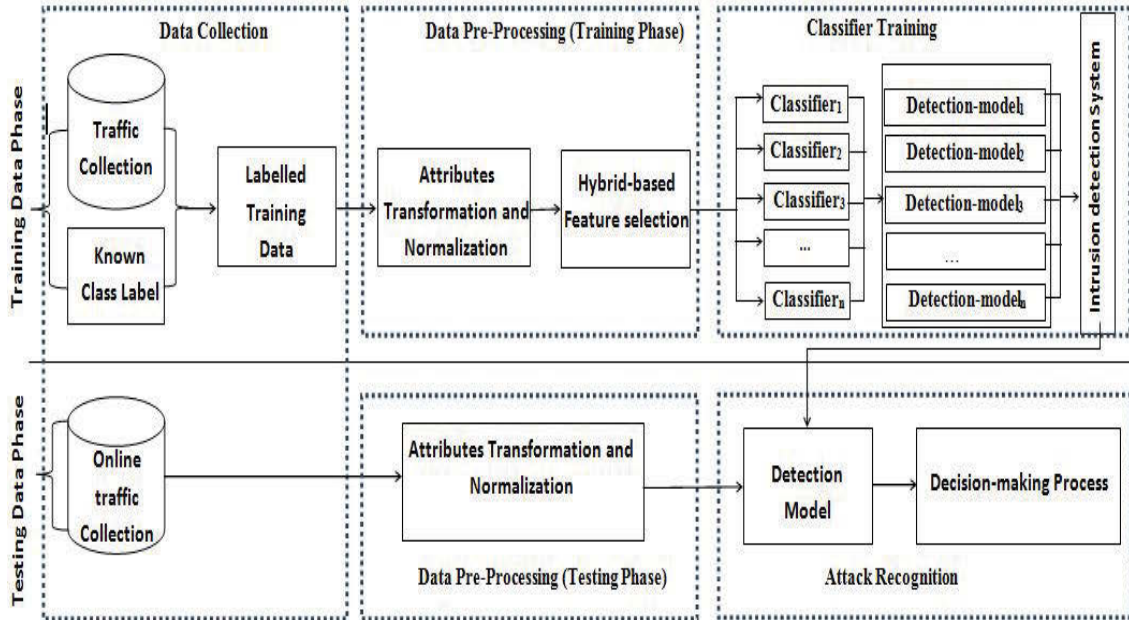 Training Data Phase
Data Collection
Traffic
Collection
Known
Class Label
Labelled
Training
Data
Data Pre-Processing (Training Phase)
Attributes
Transformation and
Normalization
Hybrid-based
Feature selection
Classifier Training
Classifier₁
Classifier₂
Classifier₃
...
Classifierₙ
Detection-model₁
Detection-model₂
Detection-model₃
...
Detection-modelₙ
Intrusion detection System
Testing Data Phase
Online
traffic
Collection
Attributes Transformation and
Normalization
Data Pre-Processing (Testing Phase)
Detection
Model
Decision-making Process
Attack Recognition